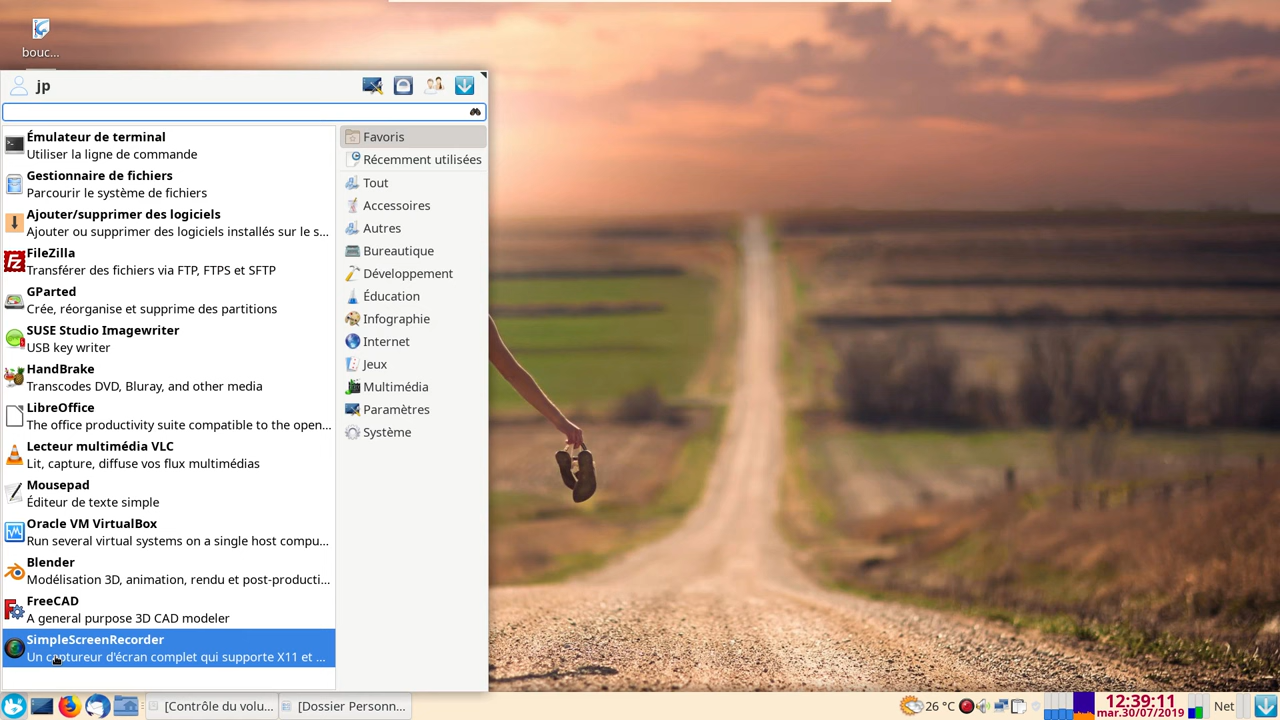 bouc...
jp
Émulateur de terminal
Utiliser la ligne de commande
Gestionnaire de fichiers
Parcourir le système de fichiers
Ajouter/supprimer des logiciels
Ajouter ou supprimer des logiciels installés sur le s...
FileZilla
Transférer des fichiers via FTP, FTPS et SFTP
GParted
Crée, réorganise et supprime des partitions
SUSE Studio Imagewriter
USB key writer
HandBrake
Transcodes DVD, Bluray, and other media
LibreOffice
The office productivity suite compatible to the open...
Lecteur multimédia VLC
Lit, capture, diffuse vos flux multimédias
Mousepad
Éditeur de texte simple
Oracle VM VirtualBox
Run several virtual systems on a single host compu...
Blender
Modélisation 3D, animation, rendu et post-producti...
FreeCAD
A general purpose 3D CAD modeler
SimpleScreenRecorder
Un captureur d'écran complet qui supporte X11 et ...
Favoris
Récemment utilisées
Tout
Accessoires
Autres
Bureautique
Développement
Éducation
Infographie
Internet
Jeux
Multimédia
Paramètres
Système
[Contrôle du volu...
[Dossier Personn...
26 °C
12:39:11
mar.30/07/2019
Net